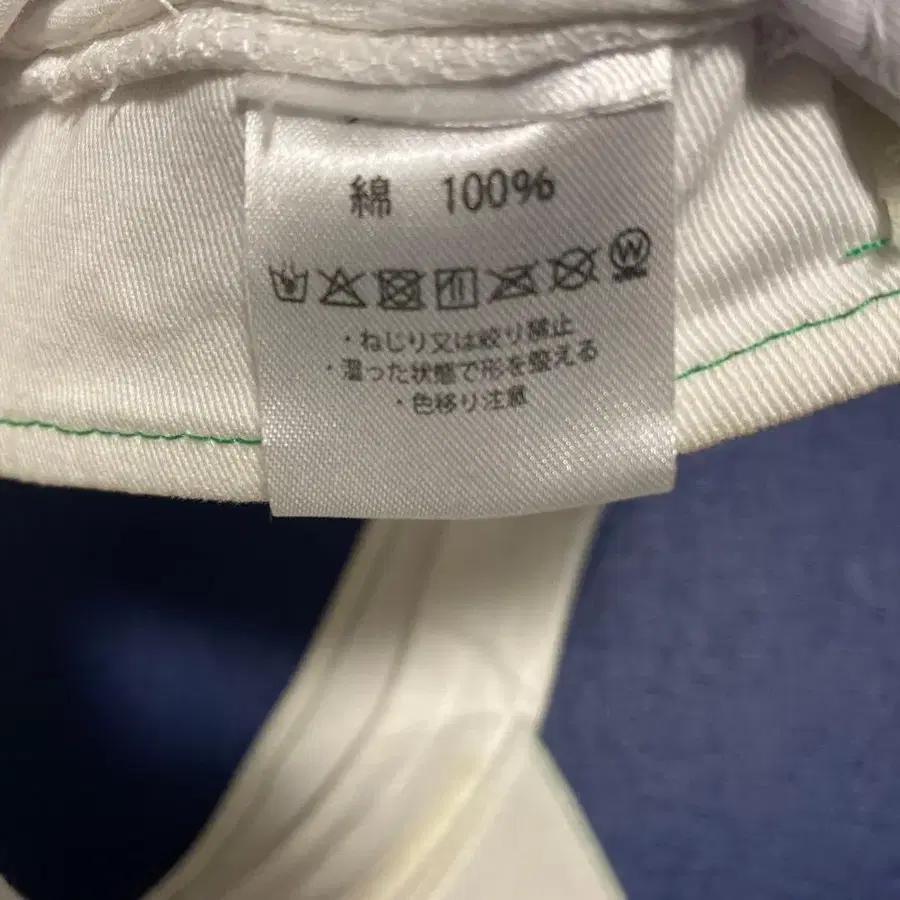 綿 100%
W
・ねじり又は絞り禁止
・湿った状態で形を整える
・色移り注意